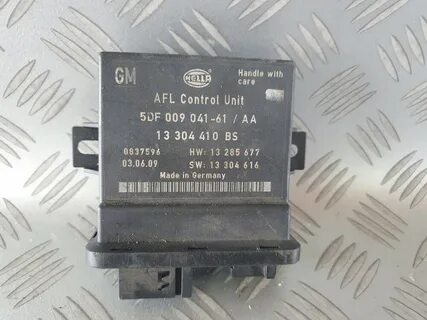 GM
HELLA
Handle with
care
AFL Control Unit
5DF 009 041-61 / AA
13 304 410 BS
0837596 HW: 13 285 677
03.06.09 SW: 13 304 616
Made in Germany